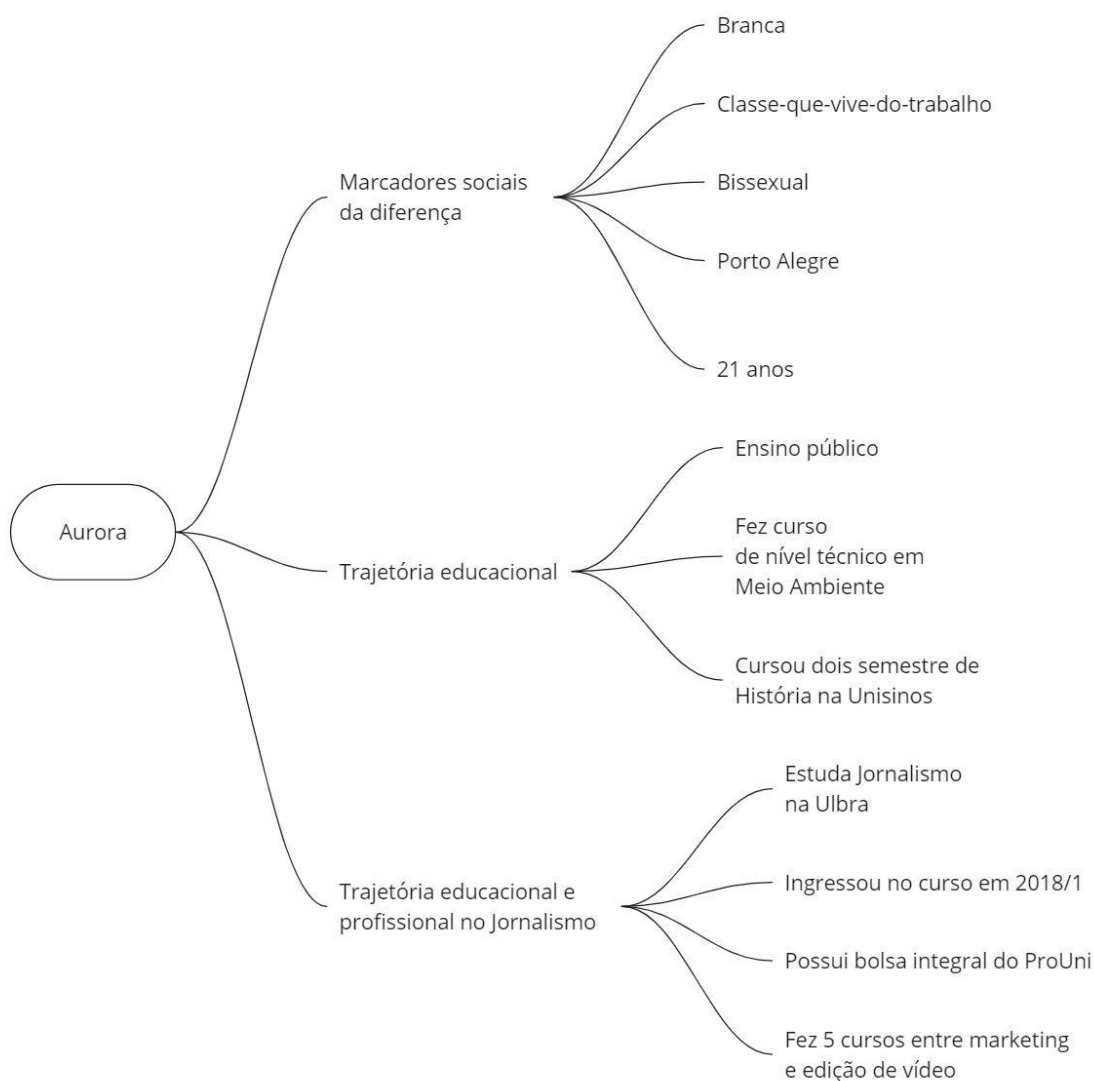 Branca
Classe-que-vive-do-trabalho
Marcadores sociais
da diferença
Bissexual
Porto Alegre
21 anos
Aurora
Ensino público
Trajetória educacional
Fez curso
de nível técnico em
Meio Ambiente
Cursou dois semestre de
História na Unisinos
Trajetória educacional e
profissional no Jornalismo
Estuda Jornalismo
na Ulbra
Ingressou no curso em 2018/1
Possui bolsa integral do ProUni
Fez 5 cursos entre marketing
e edição de vídeo